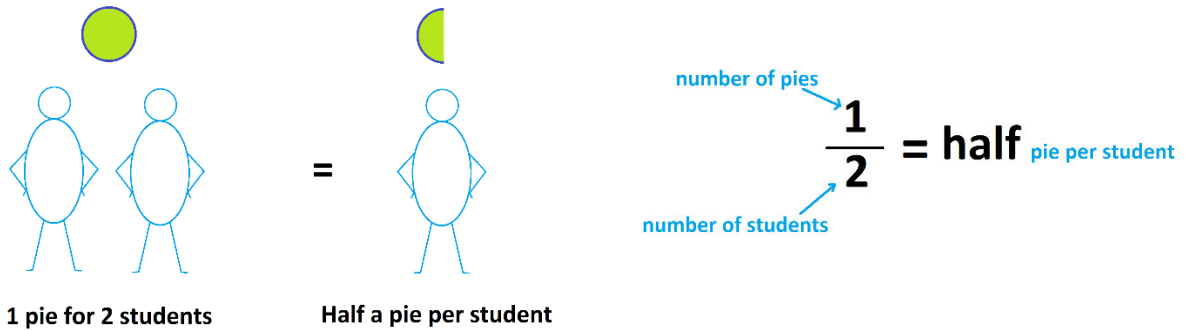 =
1 pie for 2 students
Half a pie per student
number of pies
1
2
= half pie per student
number of students